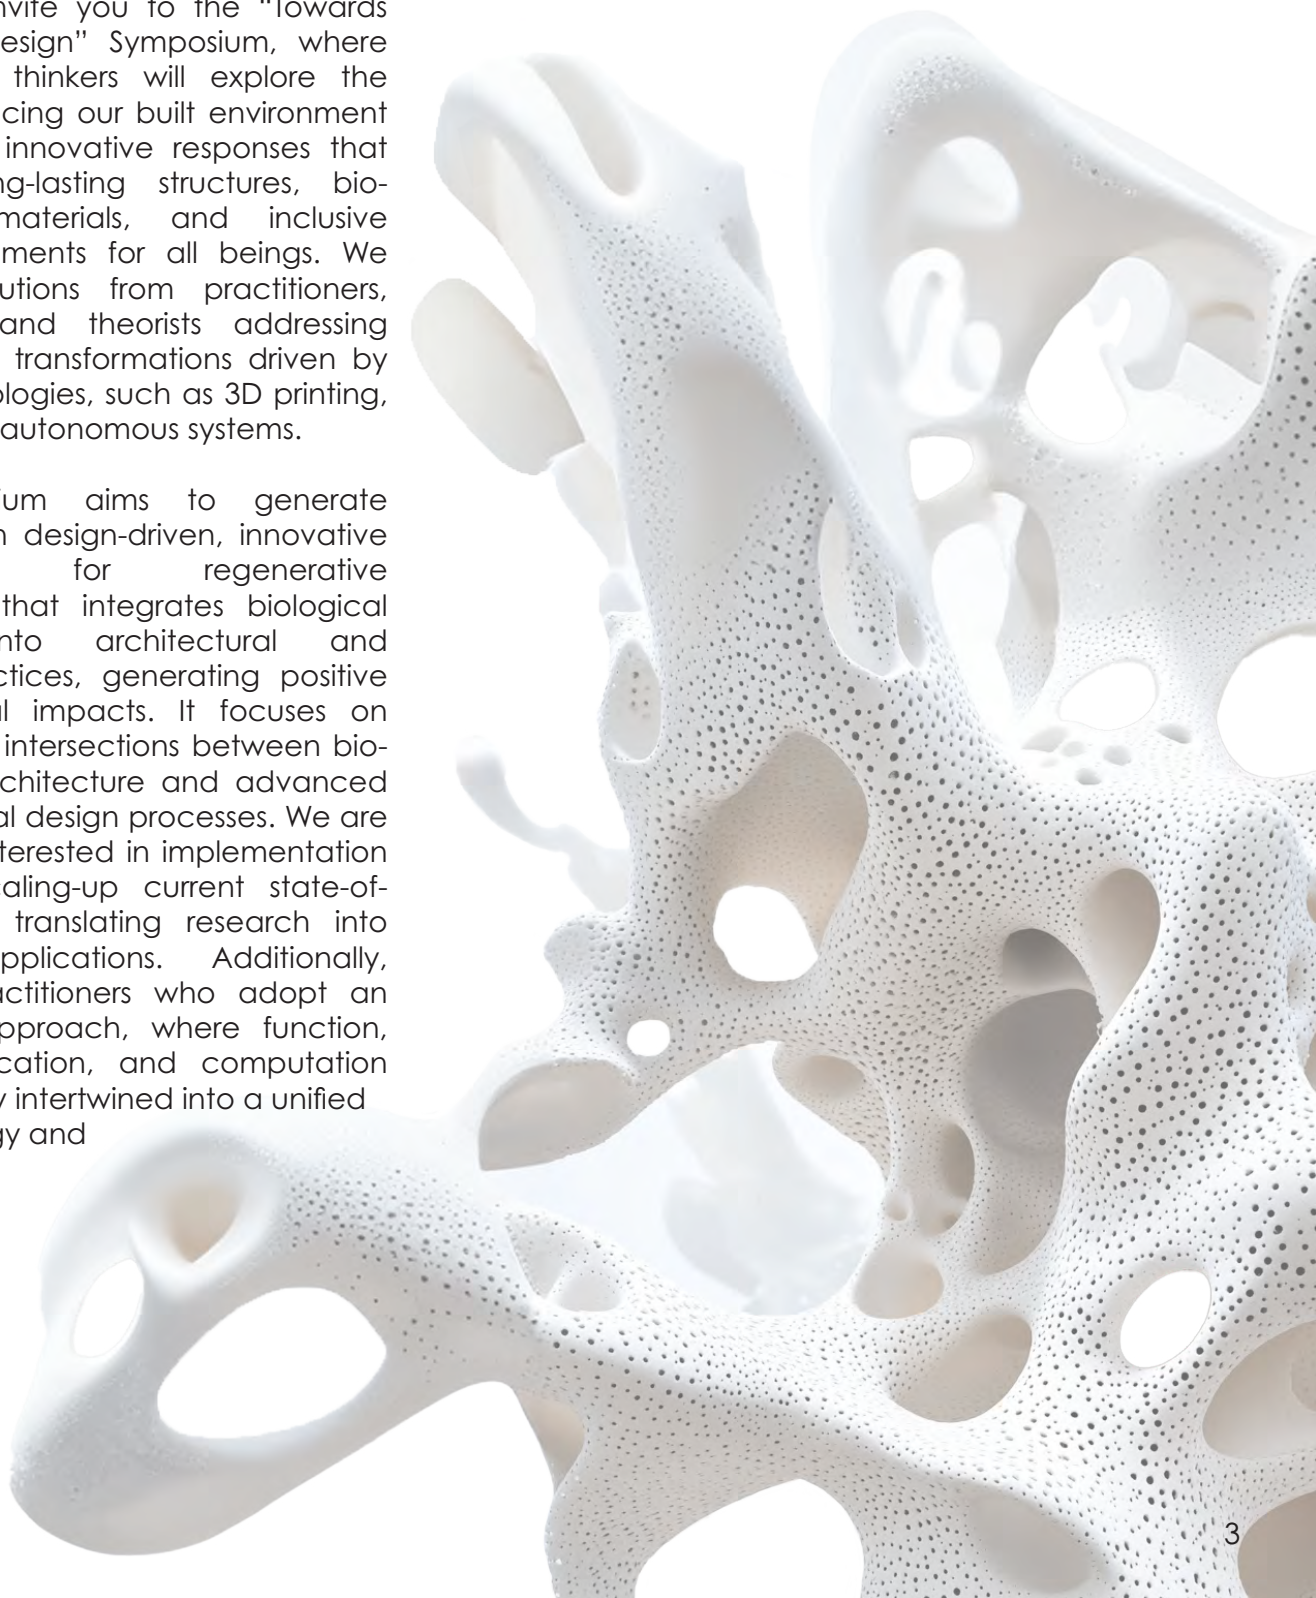 invite you to the “Towards
esign” Symposium, where
thinkers will explore the
cing our built environment
innovative responses that
ng-lasting structures, bio-
materials, and inclusive
ments for all beings. We
utions from practitioners,
and theorists addressing
transformations driven by
ologies, such as 3D printing,
autonomous systems.
ium aims to generate
n design-driven, innovative
for regenerative
that integrates biological
nto architectural and
ctices, generating positive
al impacts. It focuses on
intersections between bio-
chitecture and advanced
al design processes. We are
terested in implementation
caling-up current state-of-
translating research into
pplications. Additionally,
actitioners who adopt an
pproach, where function,
cation, and computation
y intertwined into a unified
gy and
3